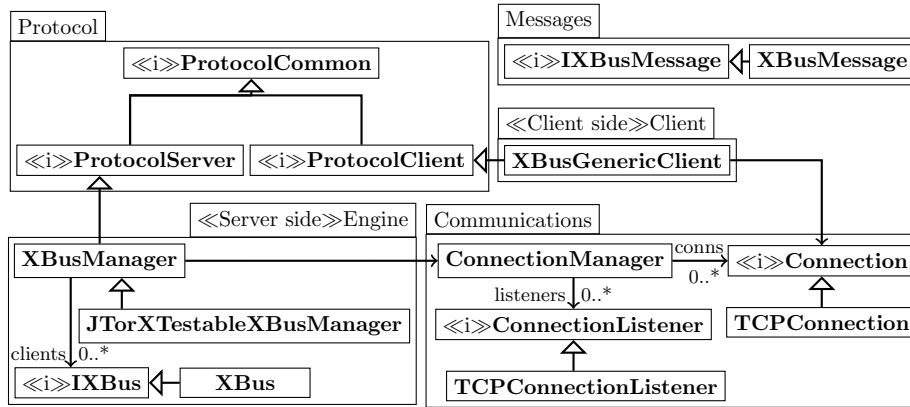 Protocol
Messages
≪i≫ProtocolCommon
≪i≫IXBusMessage
XBusMessage
≪Client side≫Client
≪i≫ProtocolServer
≪i≫ProtocolClient
XBusGenericClient
≪Server side≫Engine
Communications
XBusManager
ConnectionManager
conns
0..*
≪i≫Connection
listeners
0..*
JTorXTestableXBusManager
≪i≫ConnectionListener
TCPConnection
clients
0..*
≪i≫IXBus
XBus
TCPConnectionListener